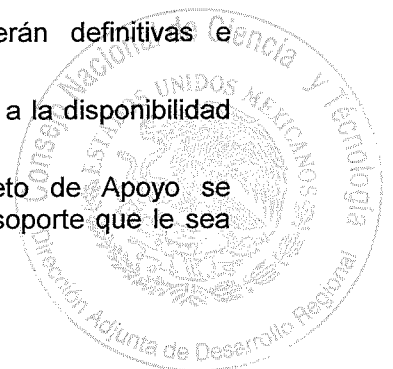 erán definitivas e
a la disponibilidad
eto de Apoyo se
soporte que le sea
Consejo Nacional de Ciencia y Tecnología
ESTADOS UNIDOS MEXICANOS
Dirección Adjunta de Desarrollo Regional